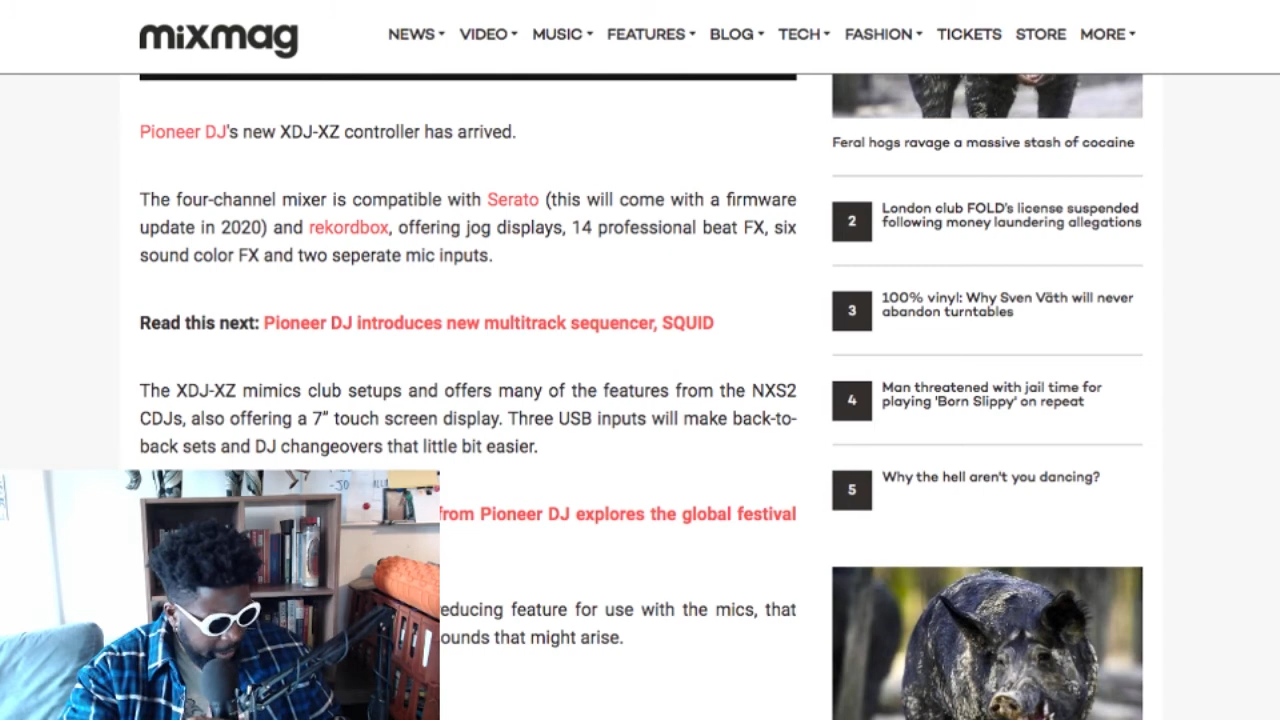 mixmag
NEWS VIDEO MUSIC FEATURES BLOG TECH FASHION TICKETS STORE MORE
Pioneer DJ's new XDJ-XZ controller has arrived.
The four-channel mixer is compatible with Serato (this will come with a firmware
update in 2020) and rekordbox, offering jog displays, 14 professional beat FX, six
sound color FX and two seperate mic inputs.
Read this next: Pioneer DJ introduces new multitrack sequencer, SQUID
The XDJ-XZ mimics club setups and offers many of the features from the NXS2
CDJs, also offering a 7” touch screen display. Three USB inputs will make back-to-
back sets and DJ changeovers that little bit easier.
from Pioneer DJ explores the global festival
educing feature for use with the mics, that
ounds that might arise.
Feral hogs ravage a massive stash of cocaine
2
London club FOLD's license suspended
following money laundering allegations
3
100% vinyl: Why Sven Väth will never
abandon turntables
4
Man threatened with jail time for
playing 'Born Slippy' on repeat
5
Why the hell aren't you dancing?